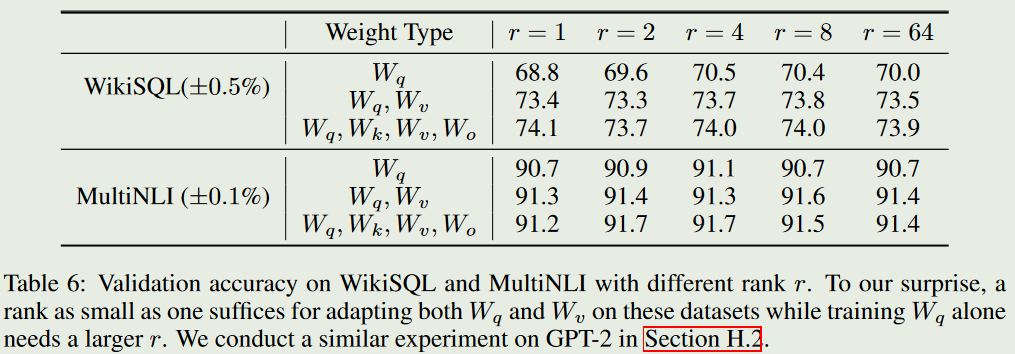 Weight Type r = 1 r = 2 r = 4 r = 8 r = 64
WikiSQL(±0.5%) W_q 68.8 69.6 70.5 70.4 70.0
W_q, W_v 73.4 73.3 73.7 73.8 73.5
W_q, W_k, W_v, W_o 74.1 73.7 74.0 74.0 73.9
MultiNLI (±0.1%) W_q 90.7 90.9 91.1 90.7 90.7
W_q, W_v 91.3 91.4 91.3 91.6 91.4
W_q, W_k, W_v, W_o 91.2 91.7 91.7 91.5 91.4
Table 6: Validation accuracy on WikiSQL and MultiNLI with different rank r. To our surprise, a
rank as small as one suffices for adapting both W_q and W_v on these datasets while training W_q alone
needs a larger r. We conduct a similar experiment on GPT-2 in Section H.2.